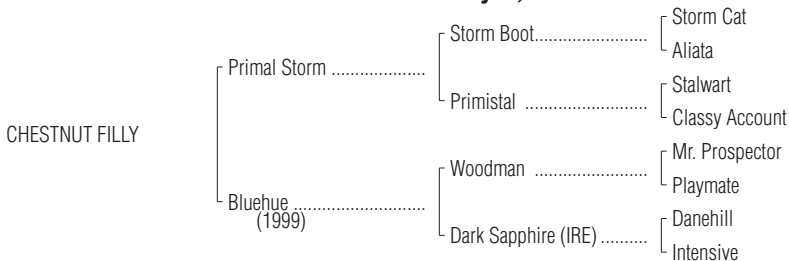 Storm Cat
Storm Boot..................................
Aliata
Primal Storm .....................
Stalwart
Primistal ...........................
Classy Account
CHESTNUT FILLY
Mr. Prospector
Woodman .........................
Playmate
Bluehue .............................
(1999)
Danehill
Dark Sapphire (IRE) ..........
Intensive